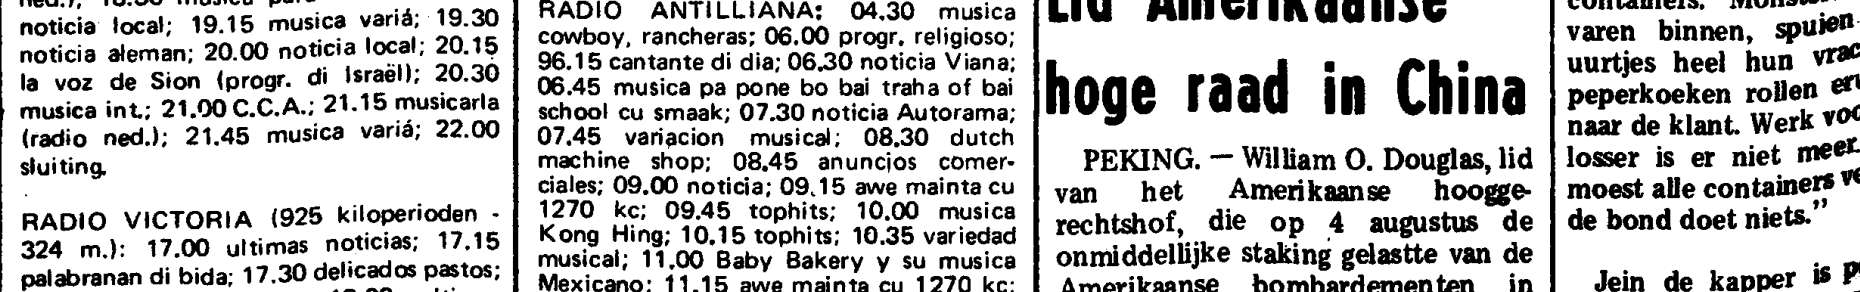 noticia local; 19.15 musica variá; 19.30
noticia aleman; 20.00 noticia local; 20.15
la voz de Sion (progr. di Israël); 20.30
musica int.; 21.00 C.C.A.; 21.15 musicarla
(radio ned.); 21.45 musica variá; 22.00
sluiting.
RADIO VICTORIA (925 kiloperioden -
324 m.): 17.00 ultimas noticias; 17.15
palabranan di bida; 17.30 delicados pastos;
RADIO ANTILLIANA: 04.30 musica
cowboy, rancheras; 06.00 progr. religioso;
96.15 cantante di dia; 06.30 noticia Viana;
06.45 musica pa pone bo bai traha of bai
school cu smaak; 07.30 noticia Autorama;
07.45 variacion musical; 08.30 dutch
machine shop; 08.45 anuncios comer-
ciales; 09.00 noticia; 09.15 awe mainta cu
1270 kc; 09.45 tophits; 10.00 musica
Kong Hing; 10.15 tophits; 10.35 variedad
musical; 11.00 Baby Bakery y su musica
Mexicano; 11.15 awe mainta cu 1270 kc;
Lid Amerikaanse
hoge raad in China
PEKING. — William O. Douglas, lid
van het Amerikaanse hoogge-
rechtshof, die op 4 augustus de
onmiddellijke staking gelastte van de
Amerikaanse bombardementen in
containers.
varen binnen, spuien
uurtjes heel hun
peperkoeken rollen
naar de klant. Werk
losser is er niet meer.
moest alle containers
de bond doet niets.”
Jein de kapper is